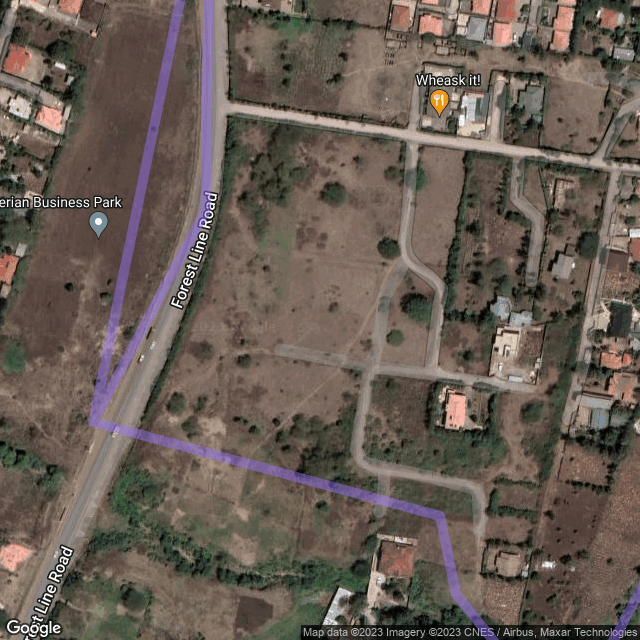 Wheask it!
erian Business Park
Forest Line Road
est Line Road
Google
Map data ©2023 Imagery ©2023 CNES / Airbus, Maxar Technologies